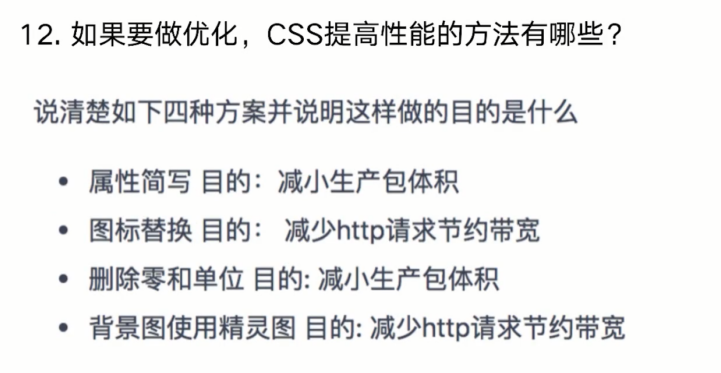 12. 如果要做优化，CSS提高性能的方法有哪些？
说清楚如下四种方案并说明这样做的目的是什么
• 属性简写 目的：减小生产包体积
• 图标替换 目的： 减少http请求节约带宽
• 删除零和单位 目的: 减小生产包体积
• 背景图使用精灵图 目的: 减少http请求节约带宽